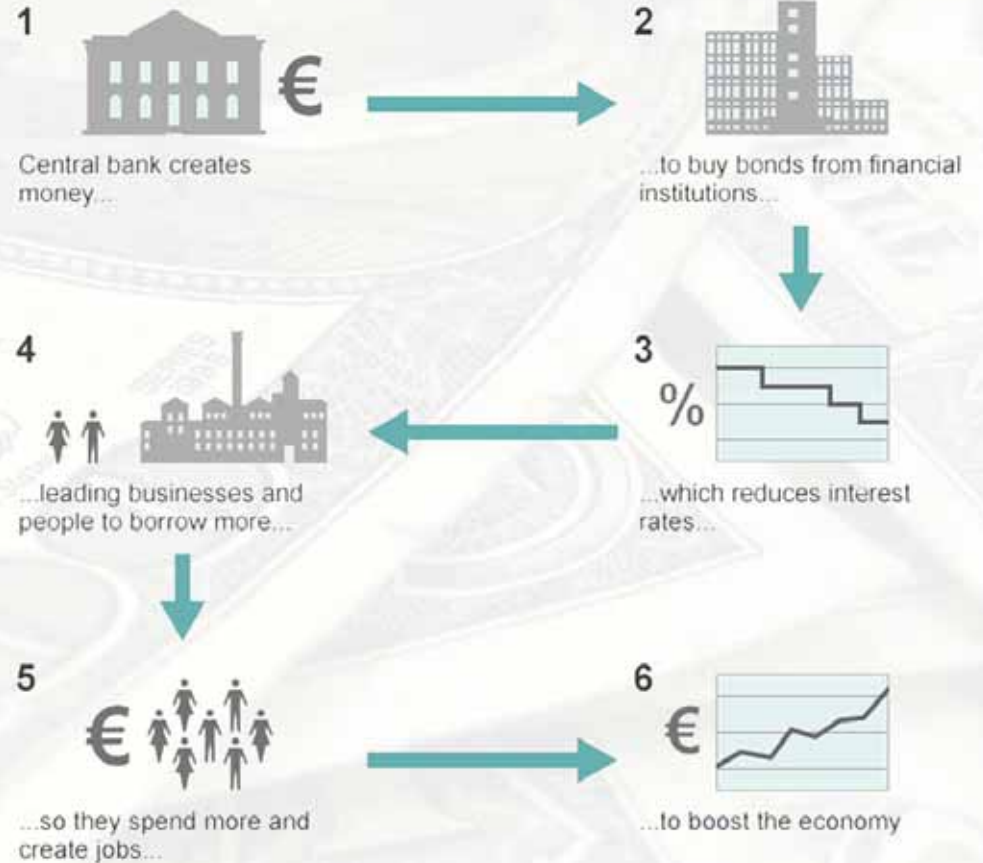 1
€
Central bank creates
money...
2
...to buy bonds from financial
institutions...
3
%
...which reduces interest
rates...
4
...leading businesses and
people to borrow more...
5
€
...so they spend more and
create jobs...
6
€
...to boost the economy